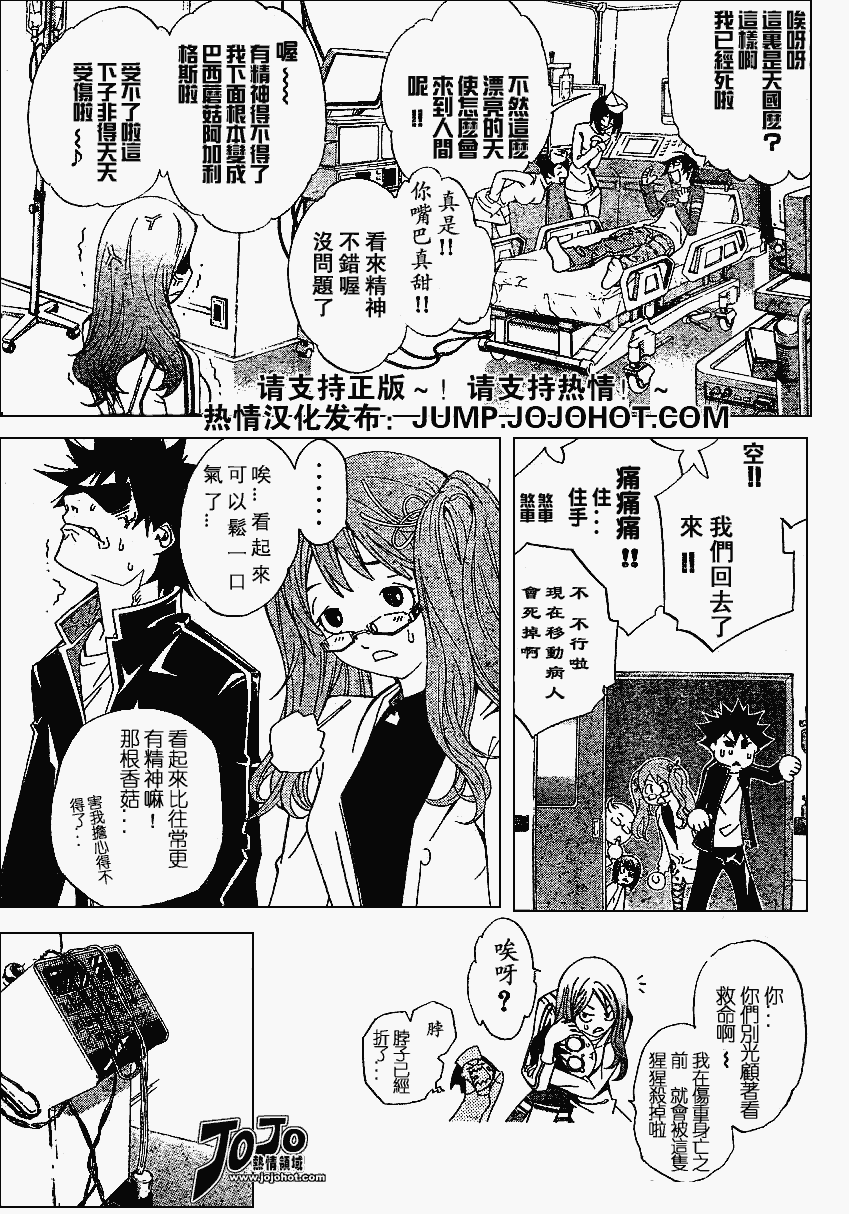 唉呀呀
這裏是天國麼?
這樣啊
我已經死啦
不然這麼
漂亮的天
使怎麼會
來到人間
呢!!
真是!!
你嘴巴真甜!!
看來精神
不錯喔
沒問題了
喔~~
有精神得不得了
我下面根本變成
巴西蘑菇阿加利
格斯啦
受不了啦這
下子非得天天
受傷啦
~♪
请支持正版~! 请支持热情! ~
热情汉化发布: JUMP.JOJOHOT.COM
空!!
我們回去了
來!!
痛痛痛!!
住手
住‥
煞車
煞車
不 不行啦
現在移動病人
會死掉啊
‥‥‥
唉…看起來
可以鬆一口
氣了…
看起來比往常更
有精神嘛!
那根香菇‥
害我擔心得不
得了‥
你‥
你們別光顧著看
救命啊~
我在傷重身亡之
前 就會被這隻
猩猩殺掉啦
唉呀?
脖
脖子已經
折了‥
JOJO
熱情領域
www.jojohot.com